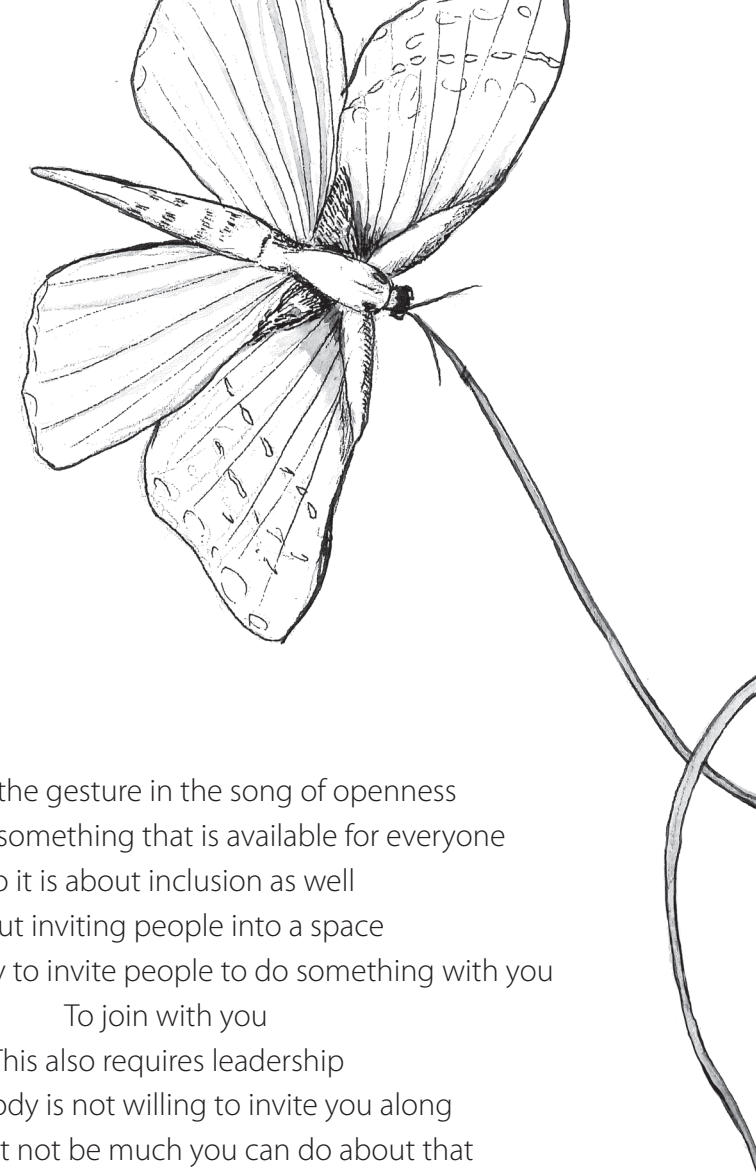 the gesture in the song of openness
something that is available for everyone
it is about inclusion as well
inviting people into a space
to invite people to do something with you
To join with you
This also requires leadership
is not willing to invite you along
not be much you can do about that